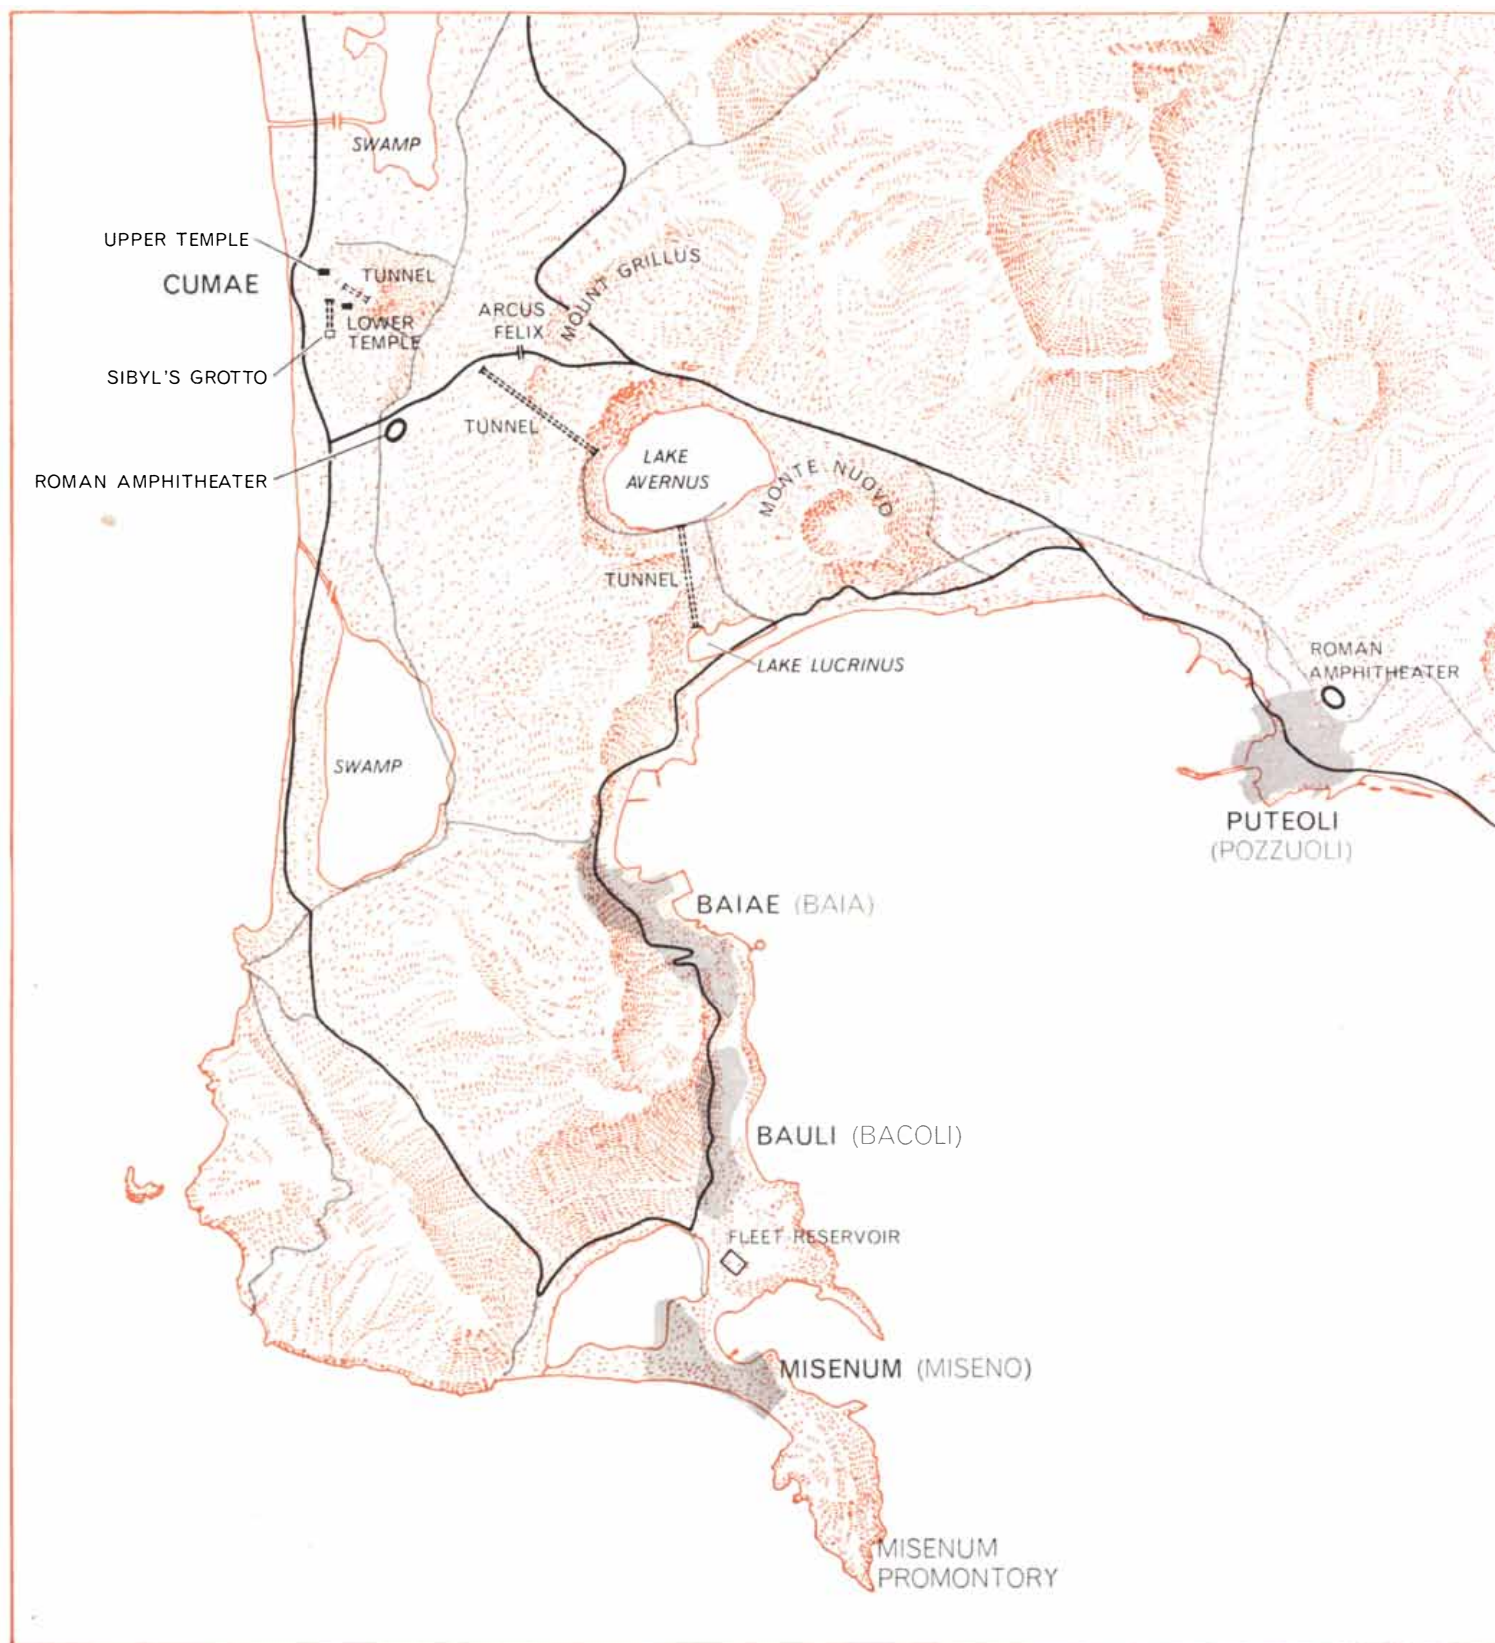 SWAMP
UPPER TEMPLE
CUMAE
TUNNEL
MOUNT GRILLUS
ARCUS
FELIX
LOWER
TEMPLE
SIBYL'S GROTTO
TUNNEL
LAKE
AVERNUS
MONTE NUOVO
ROMAN AMPHITHEATER
TUNNEL
LAKE LUCRINUS
ROMAN
AMPHITHEATER
SWAMP
PUTEOLI
(POZZUOLI)
BAIAE (BAIA)
BAULI (BACOLI)
FLEET RESERVOIR
MISENUM (MISENO)
MISENUM
PROMONTORY